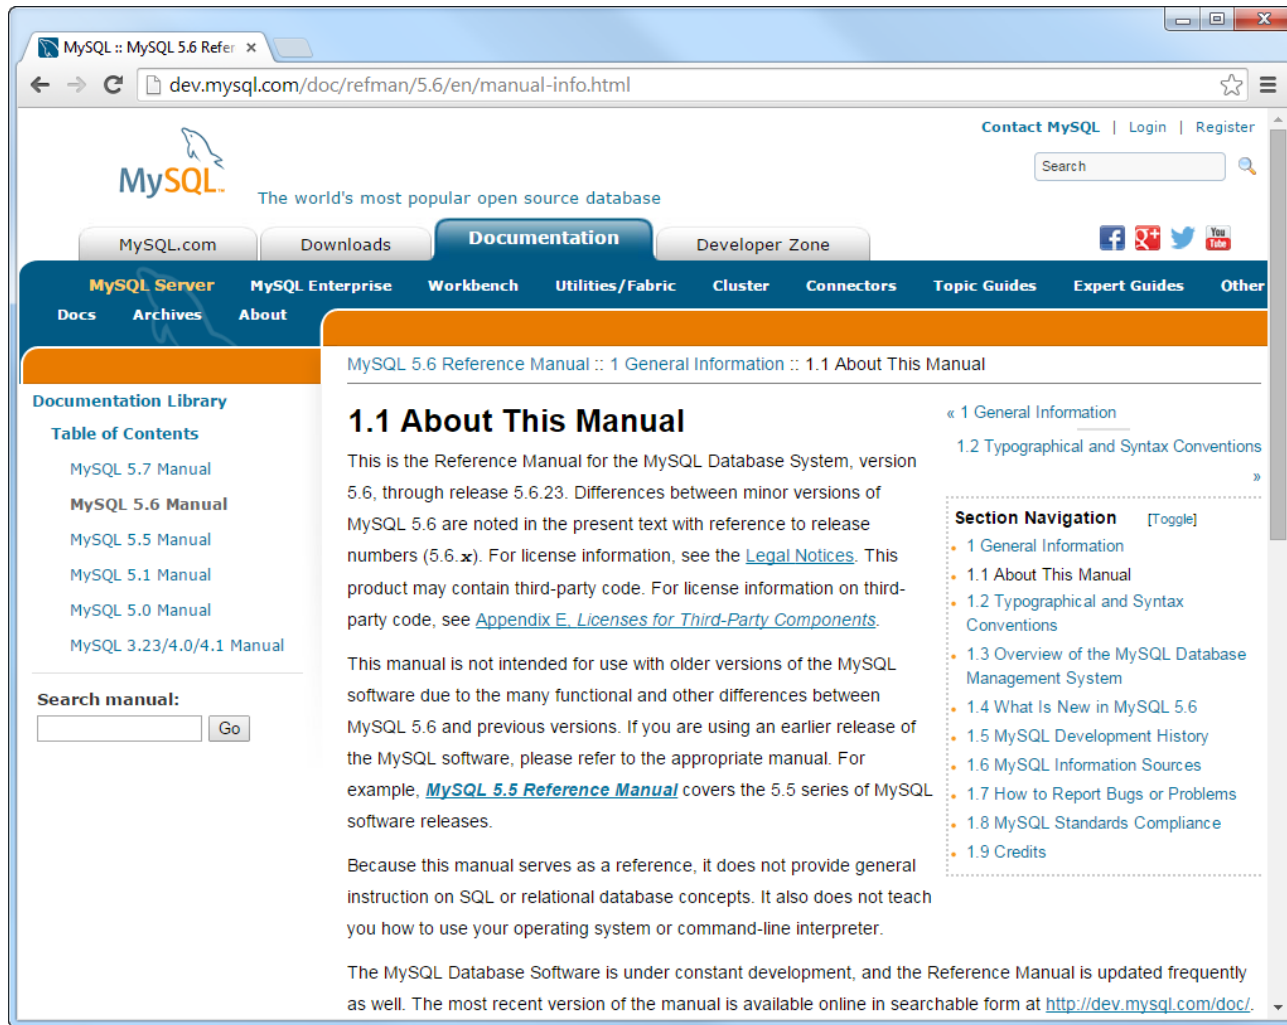 MySQL :: MySQL 5.6 Refer
dev.mysql.com/doc/refman/5.6/en/manual-info.html
Contact MySQL | Login | Register
Search
MySQL™
The world's most popular open source database
MySQL.com
Downloads
Documentation
Developer Zone
You
Tube
MySQL Server
MySQL Enterprise
Workbench
Utilities/Fabric
Cluster
Connectors
Topic Guides
Expert Guides
Other
Docs
Archives
About
Documentation Library
Table of Contents
MySQL 5.7 Manual
MySQL 5.6 Manual
MySQL 5.5 Manual
MySQL 5.1 Manual
MySQL 5.0 Manual
MySQL 3.23/4.0/4.1 Manual
Search manual:
Go
MySQL 5.6 Reference Manual :: 1 General Information :: 1.1 About This Manual
1.1 About This Manual
This is the Reference Manual for the MySQL Database System, version
5.6, through release 5.6.23. Differences between minor versions of
MySQL 5.6 are noted in the present text with reference to release
numbers (5.6.x). For license information, see the Legal Notices. This
product may contain third-party code. For license information on third-
party code, see Appendix E, Licenses for Third-Party Components.
This manual is not intended for use with older versions of the MySQL
software due to the many functional and other differences between
MySQL 5.6 and previous versions. If you are using an earlier release of
the MySQL software, please refer to the appropriate manual. For
example, MySQL 5.5 Reference Manual covers the 5.5 series of MySQL
software releases.
Because this manual serves as a reference, it does not provide general
instruction on SQL or relational database concepts. It also does not teach
you how to use your operating system or command-line interpreter.
The MySQL Database Software is under constant development, and the Reference Manual is updated frequently
as well. The most recent version of the manual is available online in searchable form at http://dev.mysql.com/doc/.
« 1 General Information
1.2 Typographical and Syntax Conventions
»
Section Navigation [Toggle]
1 General Information
1.1 About This Manual
1.2 Typographical and Syntax
Conventions
1.3 Overview of the MySQL Database
Management System
1.4 What Is New in MySQL 5.6
1.5 MySQL Development History
1.6 MySQL Information Sources
1.7 How to Report Bugs or Problems
1.8 MySQL Standards Compliance
1.9 Credits